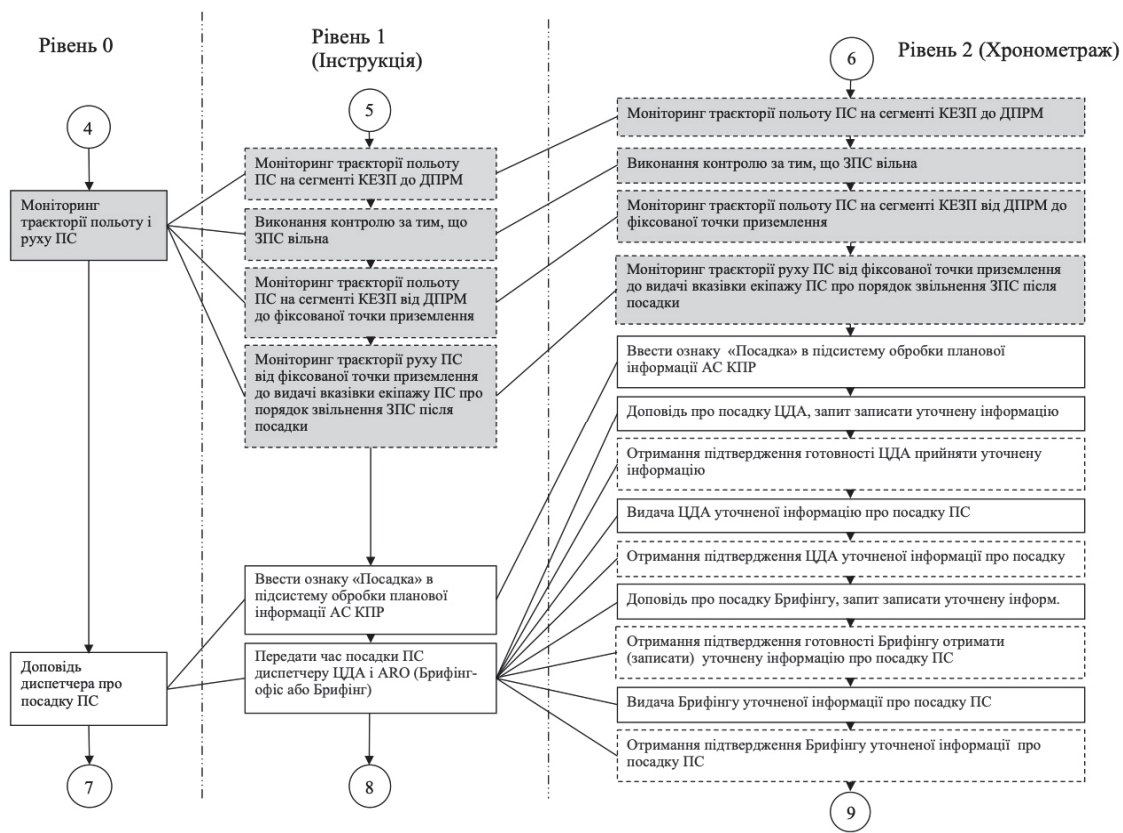 Рівень 0
4
Моніторинг
траєкторії польоту і
руху ПС
Доповідь
диспетчера про
посадку ПС
7
Рівень 1
(Інструкція)
5
Моніторинг траєкторії польоту
ПС на сегменті КЕЗП до ДПРМ
Виконання контролю за тим, що
ЗПС вільна
Моніторинг траєкторії польоту
ПС на сегменті КЕЗП від ДПРМ
до фіксованої точки приземлення
Моніторинг траєкторії руху ПС
від фіксованої точки приземлення
до видачі вказівки екіпажу ПС про
порядок звільнення ЗПС після
посадки
Ввести ознаку «Посадка» в
підсистему обробки планової
інформації АС КПР
Передати час посадки ПС
диспетчеру ЦДА і ARO (Брифінг-
офіс або Брифінг)
8
6
Рівень 2 (Хронометраж)
Моніторинг траєкторії польоту ПС на сегменті КЕЗП до ДПРМ
Виконання контролю за тим, що ЗПС вільна
Моніторинг траєкторії польоту ПС на сегменті КЕЗП від ДПРМ до
фіксованої точки приземлення
Моніторинг траєкторії руху ПС від фіксованої точки приземлення
до видачі вказівки екіпажу ПС про порядок звільнення ЗПС після
посадки
Ввести ознаку «Посадка» в підсистему обробки планової
інформації АС КПР
Доповідь про посадку ЦДА, запит записати уточнену інформацію
Отримання підтвердження готовності ЦДА прийняти уточнену
інформацію
Видача ЦДА уточненої інформацію про посадку ПС
Отримання підтвердження ЦДА уточненої інформації про посадку
Доповідь про посадку Брифінгу, запит записати уточнену інформ.
Отримання підтвердження готовності Брифінгу отримати
(записати) уточнену інформацію про посадку ПС
Видача Брифінгу уточненої інформації про посадку ПС
Отримання підтвердження Брифінгу уточненої інформації про
посадку ПС
9